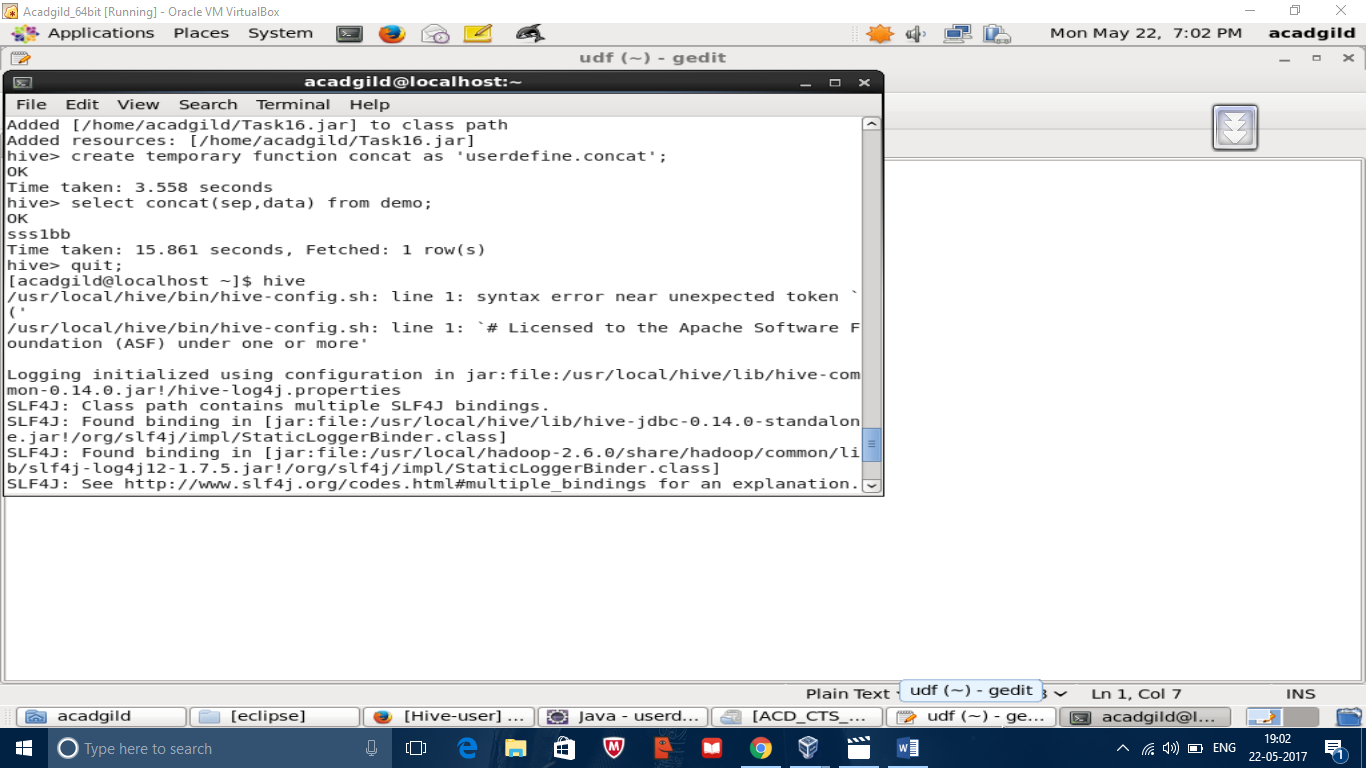 Acadgild_64bit [Running] - Oracle VM VirtualBox
Applications Places System Mon May 22, 7:02 PM acadgild
udf (~) - gedit
acadgild@localhost:~
File Edit View Search Terminal Help
Added [/home/acadgild/Task16.jar] to class path
Added resources: [/home/acadgild/Task16.jar]
hive> create temporary function concat as 'userdefine.concat';
OK
Time taken: 3.558 seconds
hive> select concat(sep,data) from demo;
OK
sss1bb
Time taken: 15.861 seconds, Fetched: 1 row(s)
hive> quit;
[acadgild@localhost ~]$ hive
/usr/local/hive/bin/hive-config.sh: line 1: syntax error near unexpected token `
('
/usr/local/hive/bin/hive-config.sh: line 1: `# Licensed to the Apache Software F
oundation (ASF) under one or more'
Logging initialized using configuration in jar:file:/usr/local/hive/lib/hive-com
mon-0.14.0.jar!/hive-log4j.properties
SLF4J: Class path contains multiple SLF4J bindings.
SLF4J: Found binding in [jar:file:/usr/local/hive/lib/hive-jdbc-0.14.0-standalon
e.jar!/org/slf4j/impl/StaticLoggerBinder.class]
SLF4J: Found binding in [jar:file:/usr/local/hadoop-2.6.0/share/hadoop/common/li
b/slf4j-log4j12-1.7.5.jar!/org/slf4j/impl/StaticLoggerBinder.class]
SLF4J: See http://www.slf4j.org/codes.html#multiple_bindings for an explanation.
Plain Text udf (~) - gedit Ln 1, Col 7 INS
acadgild [eclipse] [Hive-user] ... Java - userd... [ACD_CTS_... udf (~) - ge... acadgild@l...
Type here to search ENG 19:02
22-05-2017 1